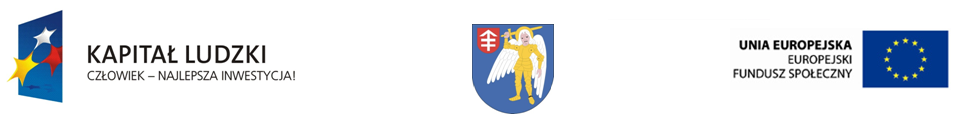 KAPITAŁ LUDZKI
CZŁOWIEK – NAJLEPSZA INWESTYCJA!
UNIA EUROPEJSKA
EUROPEJSKI
FUNDUSZ SPOŁECZNY